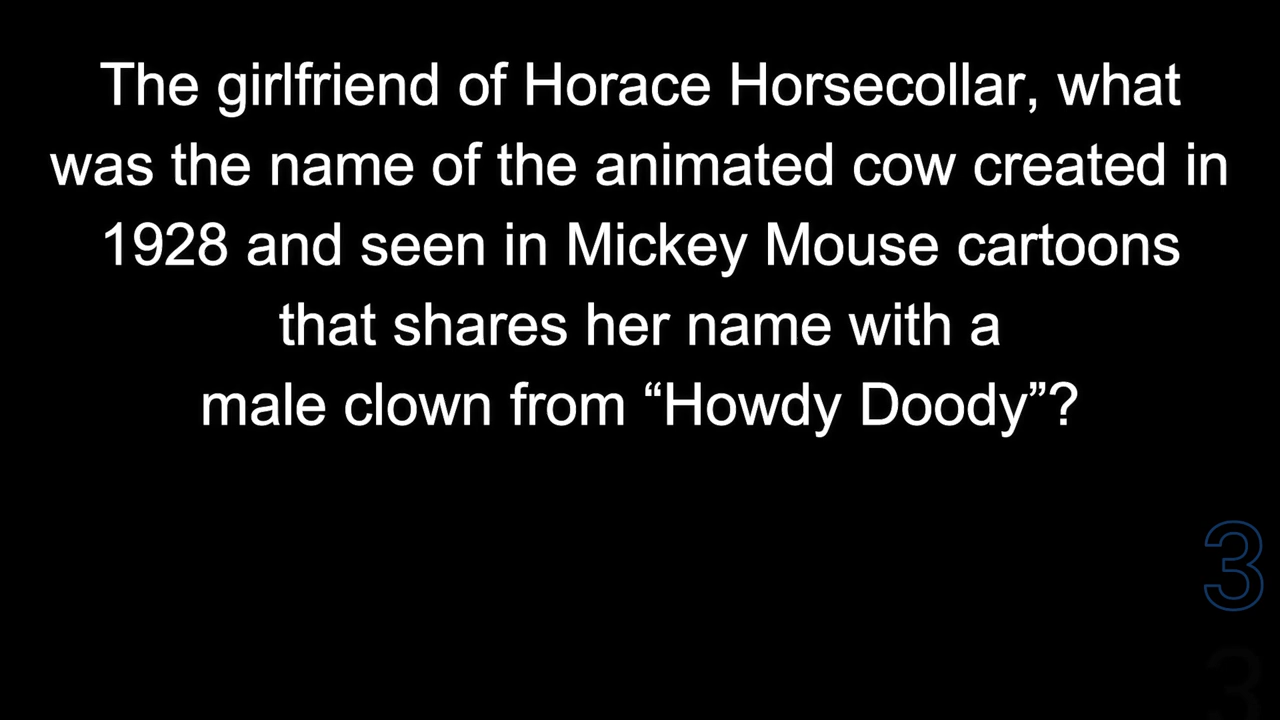 The girlfriend of Horace Horsecollar, what
was the name of the animated cow created in
1928 and seen in Mickey Mouse cartoons
that shares her name with a
male clown from “Howdy Doody”?
3
3